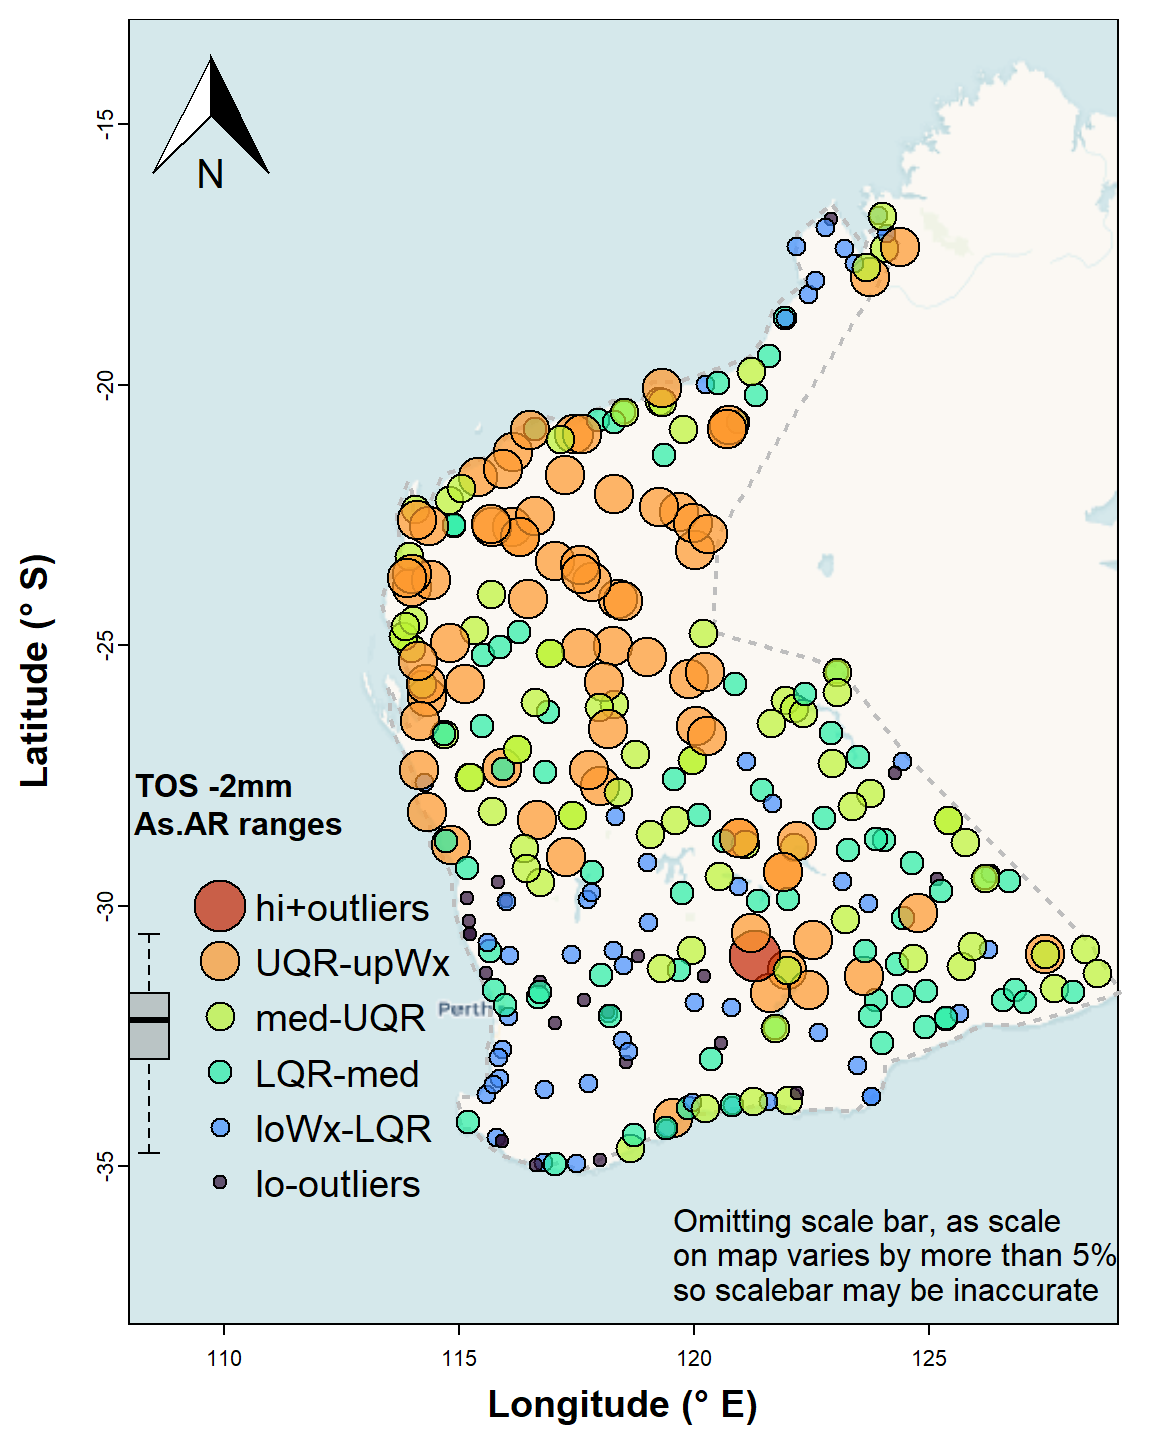 N
-15
-20
-25
-30
-35
Latitude (° S)
TOS -2mm
As.AR ranges
hi+outliers
UQR-upWx
med-UQR
LQR-med
loWx-LQR
lo-outliers
Perth
Omitting scale bar, as scale
on map varies by more than 5%
so scalebar may be inaccurate
110
115
120
125
Longitude (° E)